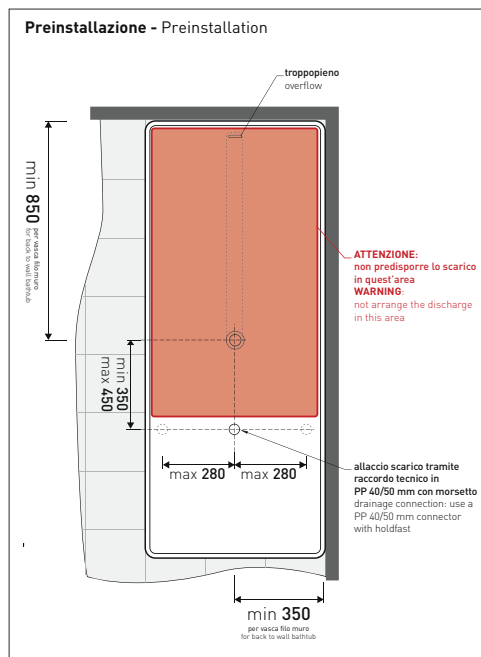 Preinstallazione - Preinstallation
troppopieno
overflow
min 850
per vasca filo muro
for back to wall bathtub
ATTENZIONE:
non predisporre lo scarico
in quest'area
WARNING:
not arrange the discharge
in this area
min 350
max 450
max 280
max 280
allaccio scarico tramite
raccordo tecnico in
PP 40/50 mm con morsetto
drainage connection: use a
PP 40/50 mm connector
with holdfast
min 350
per vasca filo muro
for back to wall bathtub